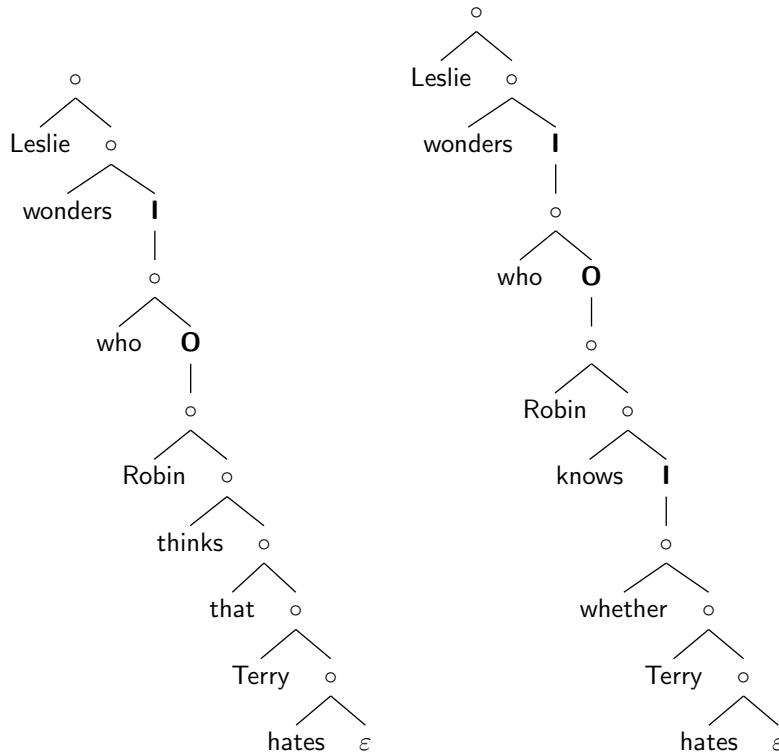 ∘
Leslie ∘
wonders I
∘
who O
∘
Robin ∘
thinks ∘
that ∘
Terry ∘
hates ε
∘
Leslie ∘
wonders I
∘
who O
∘
Robin ∘
knows I
∘
whether ∘
Terry ∘
hates ε